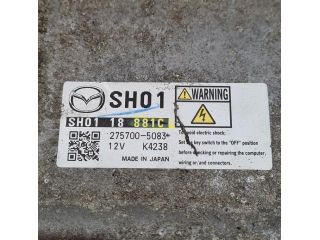 SH01
SH01 18 881C
275700-5083*
12V K4238
MADE IN JAPAN
WARNING
To avoid electric shock:
Set the key switch to the "OFF" position
before checking or repairing the computer,
wiring and connectors.